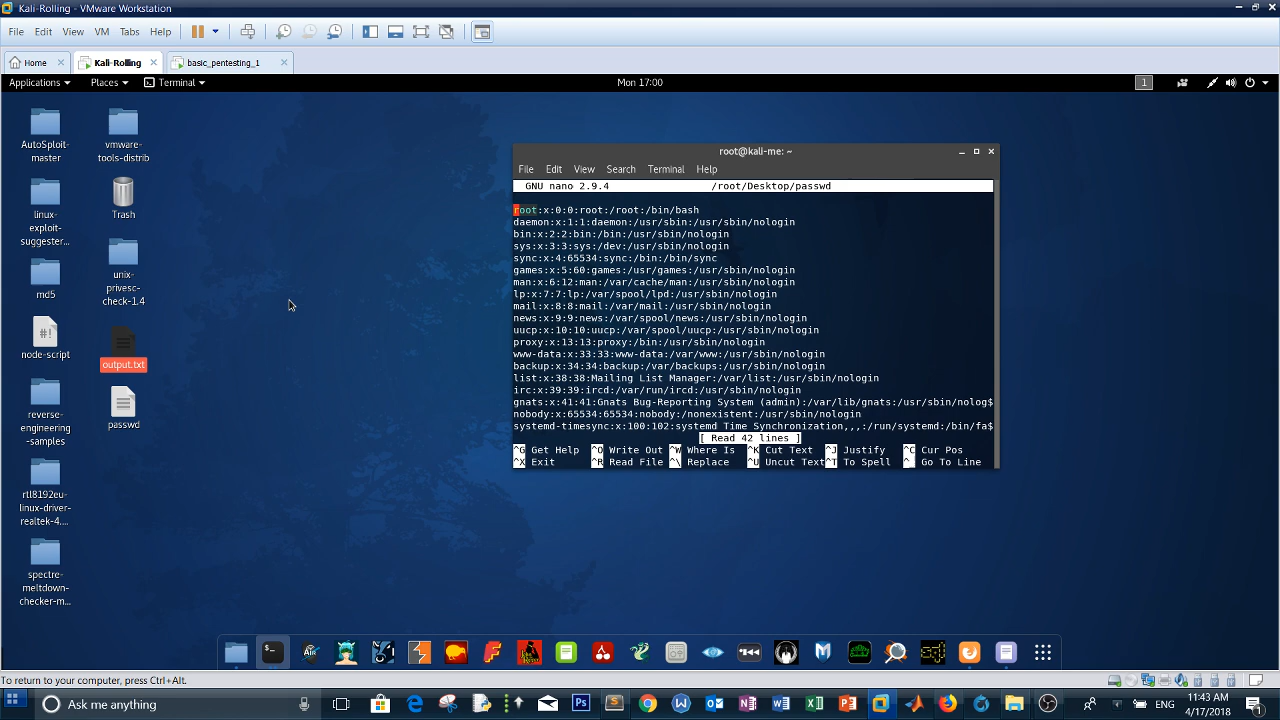 Kali-Rolling - VMware Workstation
File Edit View VM Tabs Help
Home Kali-Rolling basic_pentesting_1
Applications Places Terminal Mon 17:00 1
AutoSploit-
master
vmware-
tools-distrib
linux-
exploit-
suggester...
Trash
md5
unix-
privesc-
check-1.4
node-script
output.txt
reverse-
engineering
-samples
passwd
rtl8192eu-
linux-driver
-realtek-4....
spectre-
meltdown-
checker-m...
root@kali-me: ~
File Edit View Search Terminal Help
GNU nano 2.9.4 /root/Desktop/passwd
root:x:0:0:root:/root:/bin/bash
daemon:x:1:1:daemon:/usr/sbin:/usr/sbin/nologin
bin:x:2:2:bin:/bin:/usr/sbin/nologin
sys:x:3:3:sys:/dev:/usr/sbin/nologin
sync:x:4:65534:sync:/bin:/bin/sync
games:x:5:60:games:/usr/games:/usr/sbin/nologin
man:x:6:12:man:/var/cache/man:/usr/sbin/nologin
lp:x:7:7:lp:/var/spool/lpd:/usr/sbin/nologin
mail:x:8:8:mail:/var/mail:/usr/sbin/nologin
news:x:9:9:news:/var/spool/news:/usr/sbin/nologin
uucp:x:10:10:uucp:/var/spool/uucp:/usr/sbin/nologin
proxy:x:13:13:proxy:/bin:/usr/sbin/nologin
www-data:x:33:33:www-data:/var/www:/usr/sbin/nologin
backup:x:34:34:backup:/var/backups:/usr/sbin/nologin
list:x:38:38:Mailing List Manager:/var/list:/usr/sbin/nologin
irc:x:39:39:ircd:/var/run/ircd:/usr/sbin/nologin
gnats:x:41:41:Gnats Bug-Reporting System (admin):/var/lib/gnats:/usr/sbin/nolog$
nobody:x:65534:65534:nobody:/nonexistent:/usr/sbin/nologin
systemd-timesync:x:100:102:systemd Time Synchronization,,,:/run/systemd:/bin/fa$
[ Read 42 lines ]
^G Get Help ^O Write Out ^W Where Is ^K Cut Text ^J Justify ^C Cur Pos
^X Exit ^R Read File ^\ Replace ^U Uncut Text ^T To Spell ^_ Go To Line
To return to your computer, press Ctrl+Alt.
Ask me anything
ENG
11:43 AM
4/17/2018